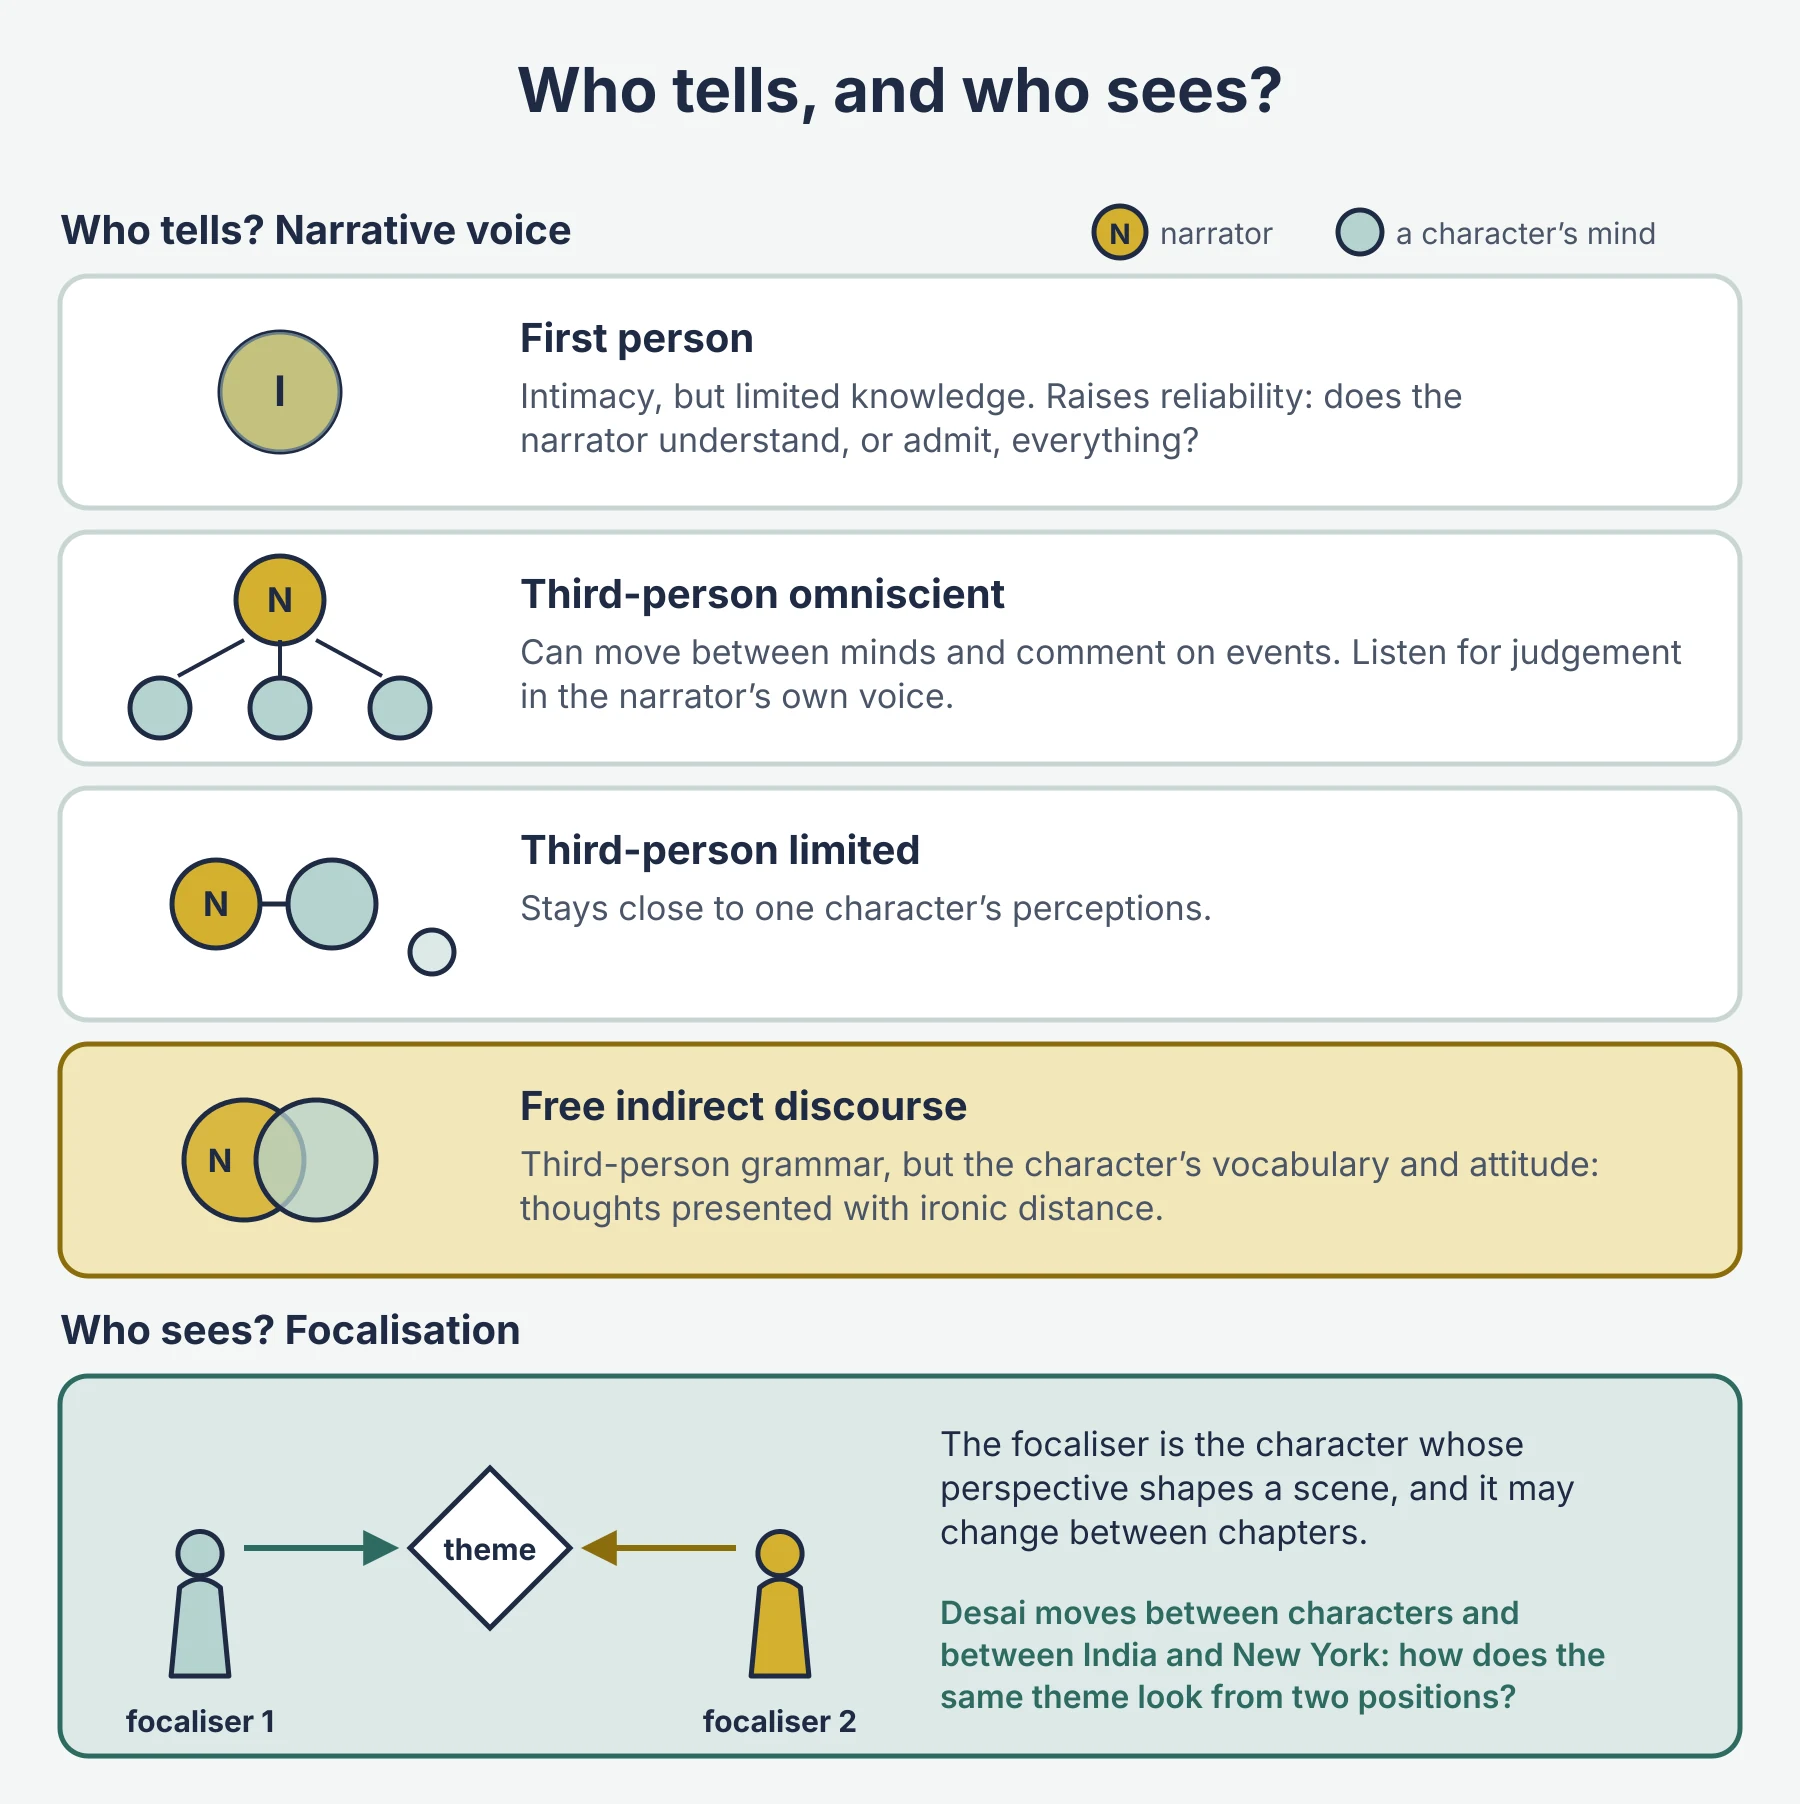 Who tells, and who sees?
Who tells? Narrative voice
N narrator
a character’s mind
I
First person
Intimacy, but limited knowledge. Raises reliability: does the
narrator understand, or admit, everything?
N
Third-person omniscient
Can move between minds and comment on events. Listen for judgement
in the narrator’s own voice.
N
Third-person limited
Stays close to one character’s perceptions.
N
Free indirect discourse
Third-person grammar, but the character’s vocabulary and attitude:
thoughts presented with ironic distance.
Who sees? Focalisation
theme
focaliser 1
focaliser 2
The focaliser is the character whose
perspective shapes a scene, and it may
change between chapters.
Desai moves between characters and
between India and New York: how does the
same theme look from two positions?